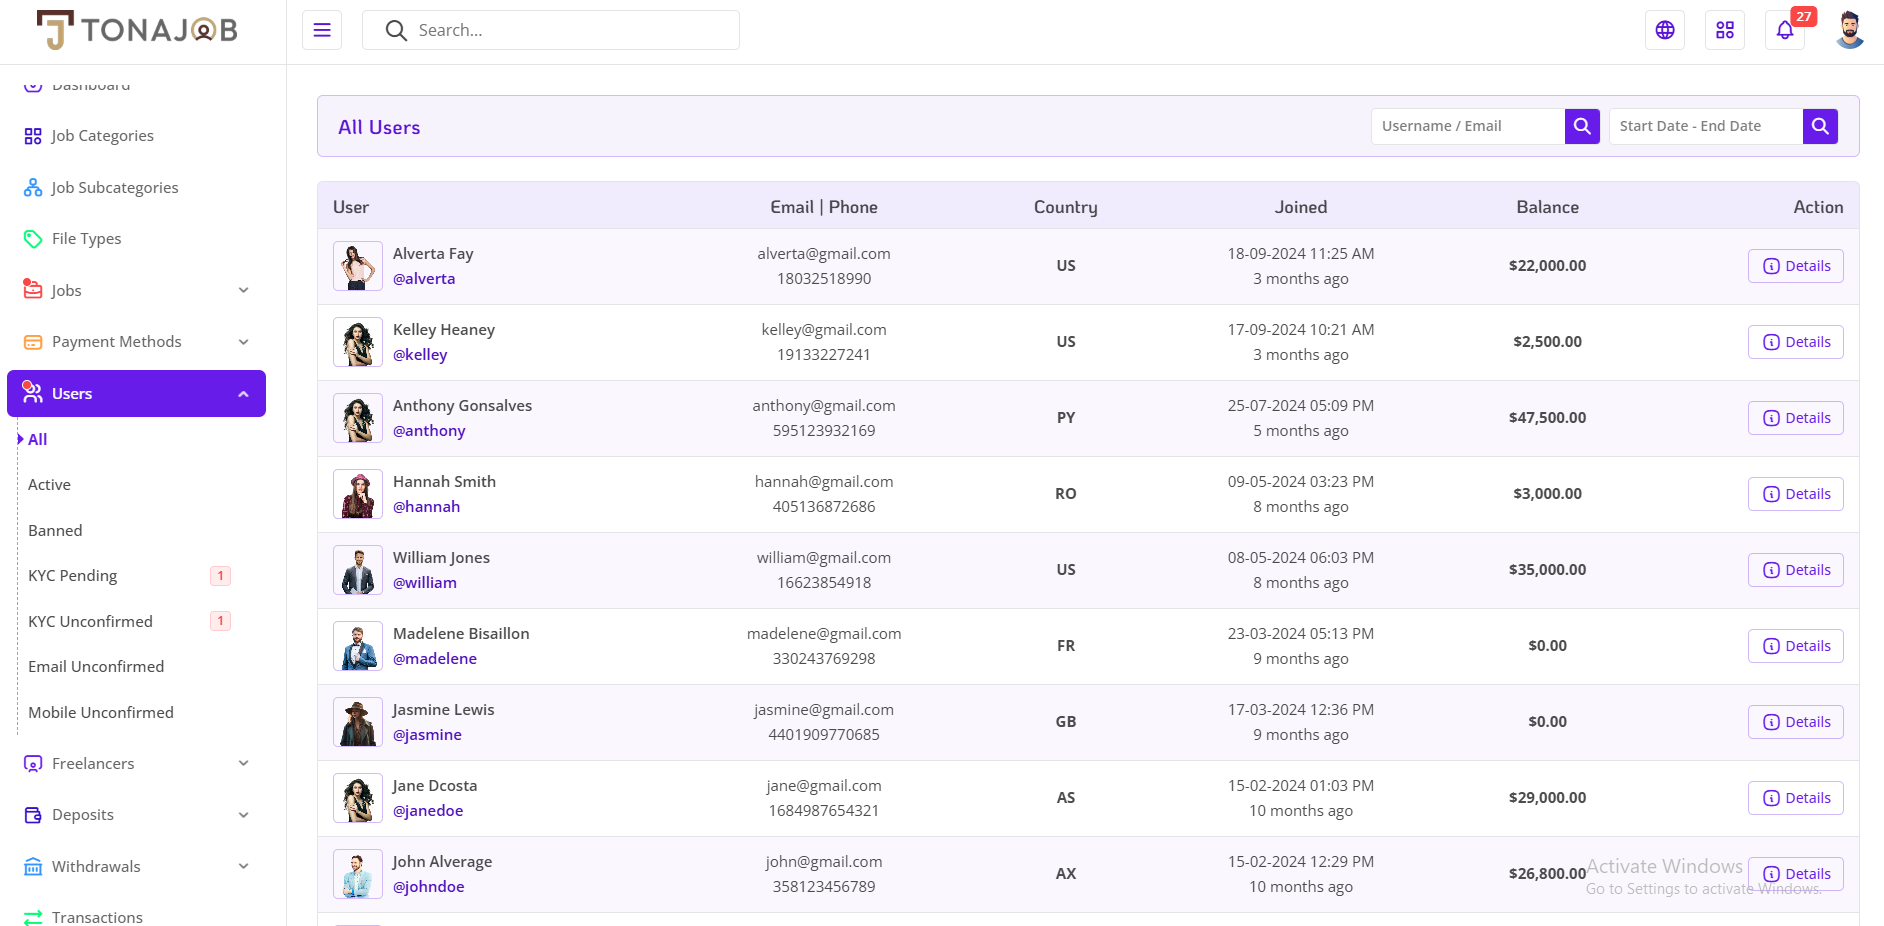 TONAJOB
Search...
27
Dashboard
Job Categories
Job Subcategories
File Types
Jobs
Payment Methods
Users
All
Active
Banned
KYC Pending 1
KYC Unconfirmed 1
Email Unconfirmed
Mobile Unconfirmed
Freelancers
Deposits
Withdrawals
Transactions
All Users
Username / Email
Start Date - End Date
User Email | Phone Country Joined Balance Action
Alverta Fay alverta@gmail.com US 18-09-2024 11:25 AM $22,000.00 Details
@alverta 18032518990 3 months ago
Kelley Heaney kelley@gmail.com US 17-09-2024 10:21 AM $2,500.00 Details
@kelley 19133227241 3 months ago
Anthony Gonsalves anthony@gmail.com PY 25-07-2024 05:09 PM $47,500.00 Details
@anthony 595123932169 5 months ago
Hannah Smith hannah@gmail.com RO 09-05-2024 03:23 PM $3,000.00 Details
@hannah 405136872686 8 months ago
William Jones william@gmail.com US 08-05-2024 06:03 PM $35,000.00 Details
@william 16623854918 8 months ago
Madelene Bisaillon madelene@gmail.com FR 23-03-2024 05:13 PM $0.00 Details
@madelene 330243769298 9 months ago
Jasmine Lewis jasmine@gmail.com GB 17-03-2024 12:36 PM $0.00 Details
@jasmine 4401909770685 9 months ago
Jane Dcosta jane@gmail.com AS 15-02-2024 01:03 PM $29,000.00 Details
@janedoe 1684987654321 10 months ago
John Alverage john@gmail.com AX 15-02-2024 12:29 PM $26,800.00 Details
@johndoe 358123456789 10 months ago
Activate Windows
Go to Settings to activate Windows.